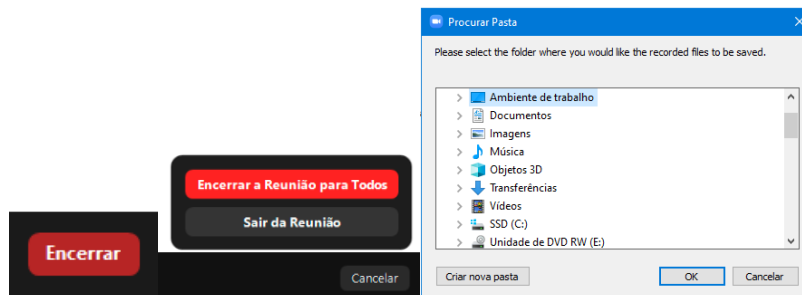 Encerrar
Encerrar a Reunião para Todos
Sair da Reunião
Cancelar
Procurar Pasta
Please select the folder where you would like the recorded files to be saved.
Ambiente de trabalho
Documentos
Imagens
Música
Objetos 3D
Transferências
Vídeos
SSD (C:)
Unidade de DVD RW (E:)
Criar nova pasta
OK
Cancelar